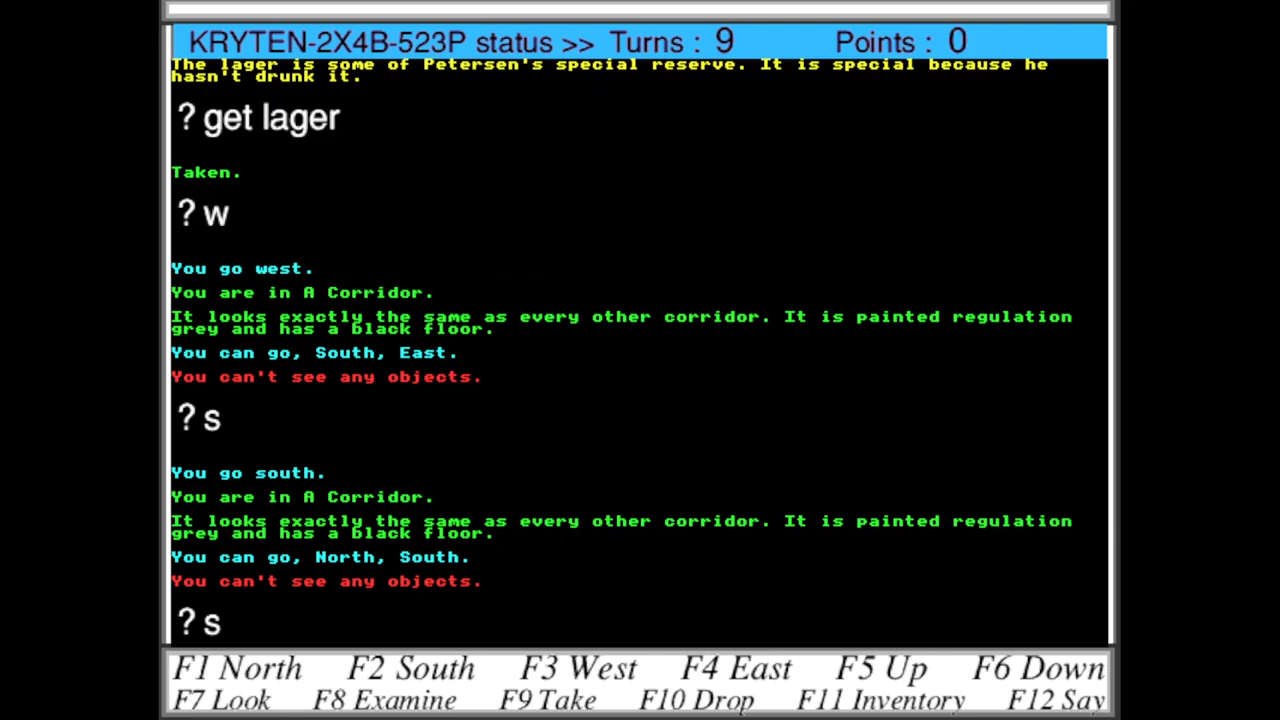 KRYTEN-2X4B-523P status >> Turns : 9 Points : 0
The lager is some of Petersen's special reserve. It is special because he
hasn't drunk it.
? get lager
Taken.
? w
You go west.
You are in A Corridor.
It looks exactly the same as every other corridor. It is painted regulation
grey and has a black floor.
You can go, South, East.
You can't see any objects.
? s
You go south.
You are in A Corridor.
It looks exactly the same as every other corridor. It is painted regulation
grey and has a black floor.
You can go, North, South.
You can't see any objects.
? s
F1 North F2 South F3 West F4 East F5 Up F6 Down
F7 Look F8 Examine F9 Take F10 Drop F11 Inventory F12 Say